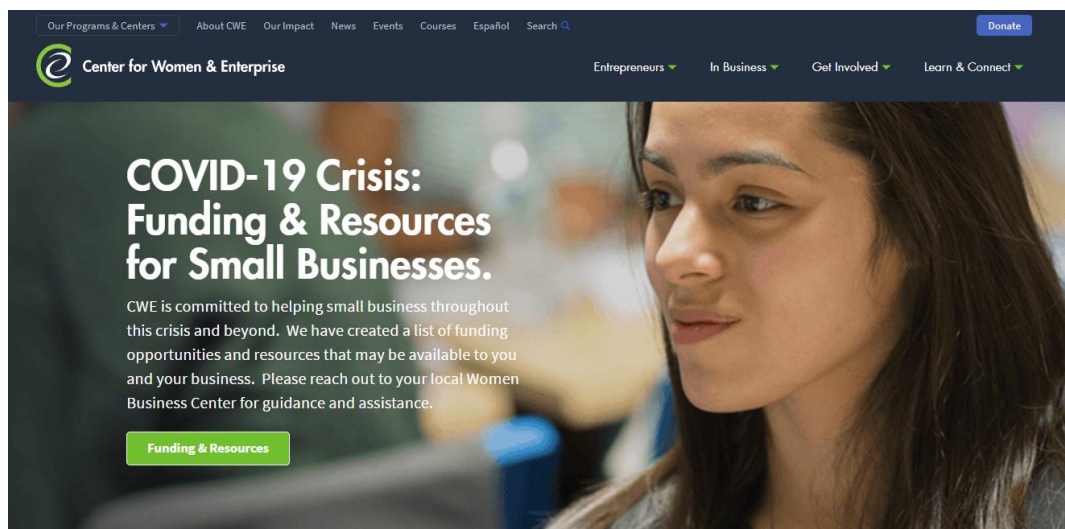 Our Programs & Centers
About CWE
Our Impact
News
Events
Courses
Español
Search
Donate
Center for Women & Enterprise
Entrepreneurs
In Business
Get Involved
Learn & Connect
COVID-19 Crisis:
Funding & Resources
for Small Businesses.
CWE is committed to helping small business throughout
this crisis and beyond. We have created a list of funding
opportunities and resources that may be available to you
and your business. Please reach out to your local Women
Business Center for guidance and assistance.
Funding & Resources